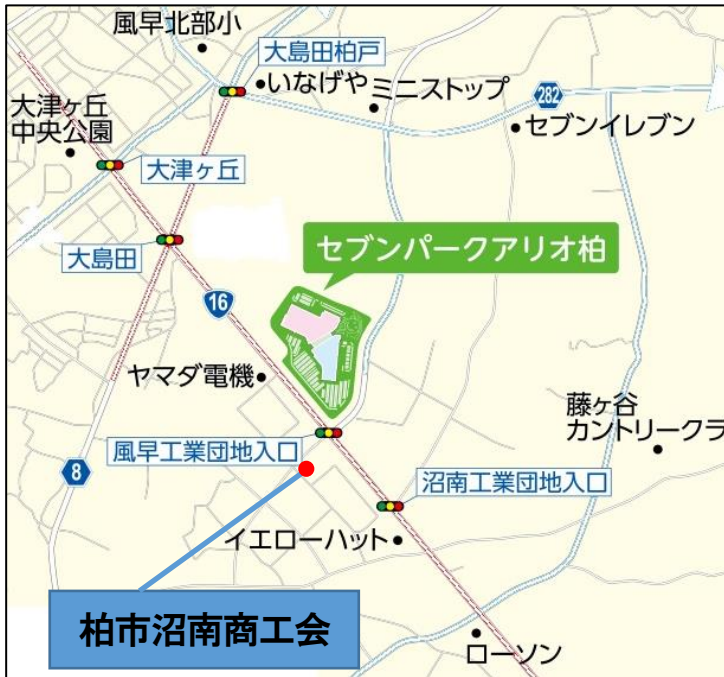 風早北部小
大島田柏戸
いなげや
ミニストップ
282
セブンイレブン
大津ヶ丘
中央公園
大津ヶ丘
大島田
セブンパークアリオ柏
16
ヤマダ電機
藤ヶ谷
カントリークラ
風早工業団地入口
8
沼南工業団地入口
イエローハット
柏市沼南商工会
ローソン